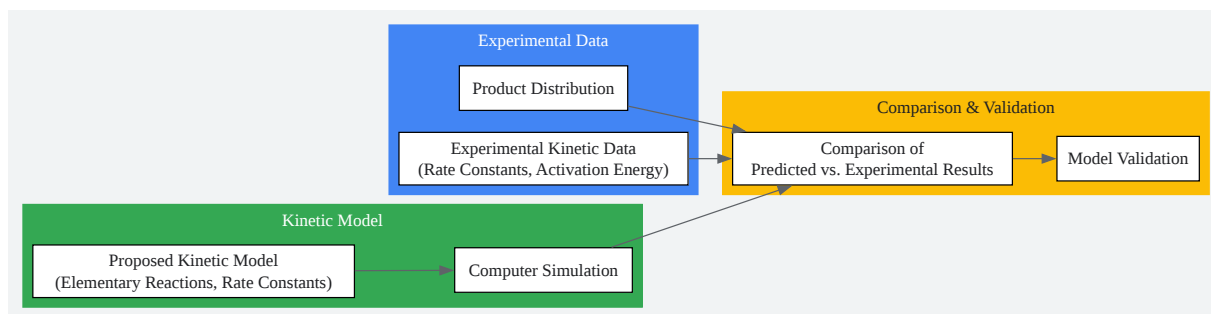 Experimental Data
Product Distribution
Experimental Kinetic Data
(Rate Constants, Activation Energy)
Comparison & Validation
Comparison of
Predicted vs. Experimental Results
Model Validation
Kinetic Model
Proposed Kinetic Model
(Elementary Reactions, Rate Constants)
Computer Simulation